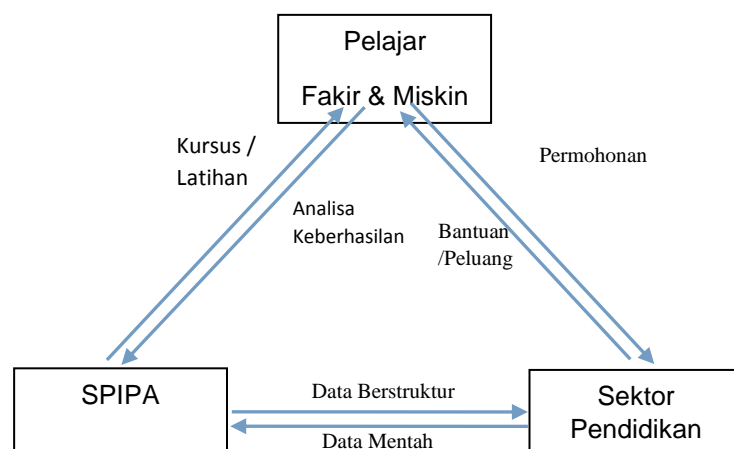 Pelajar
Fakir & Miskin
Kursus /
Latihan
Permohonan
Analisa
Keberhasilan
Bantuan
/Peluang
SPIPA
Data Berstruktur
Data Mentah
Sektor
Pendidikan